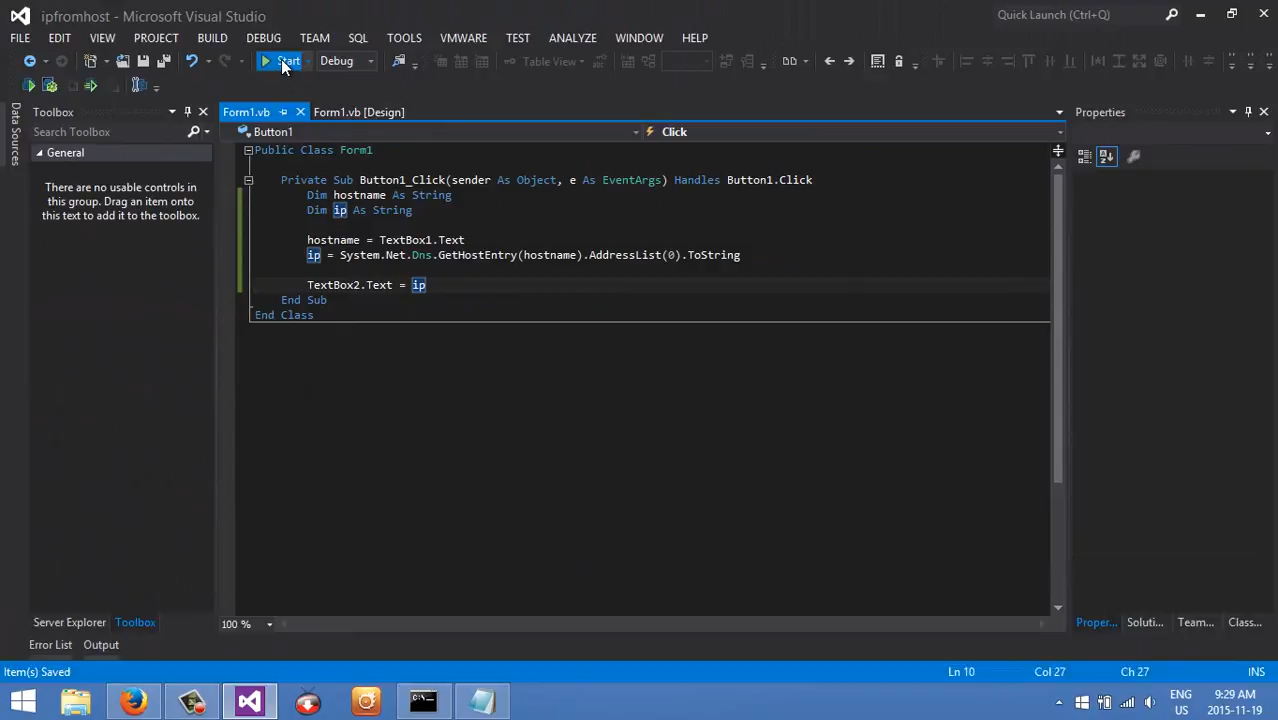 ipfromhost - Microsoft Visual Studio
Quick Launch (Ctrl+Q)
FILE EDIT VIEW PROJECT BUILD DEBUG TEAM SQL TOOLS VMWARE TEST ANALYZE WINDOW HELP
Start Debug Table View DD
Data Sources
Toolbox
Search Toolbox
General
There are no usable controls in
this group. Drag an item onto
this text to add it to the toolbox.
Server Explorer Toolbox
Form1.vb Form1.vb [Design]
Button1 Click
Public Class Form1
Private Sub Button1_Click(sender As Object, e As EventArgs) Handles Button1.Click
Dim hostname As String
Dim ip As String
hostname = TextBox1.Text
ip = System.Net.Dns.GetHostEntry(hostname).AddressList(0).ToString
TextBox2.Text = ip
End Sub
End Class
100 %
Properties
Proper... Soluti... Team... Class...
Error List Output
Item(s) Saved Ln 10 Col 27 Ch 27 INS
ENG
US
9:29 AM
2015-11-19